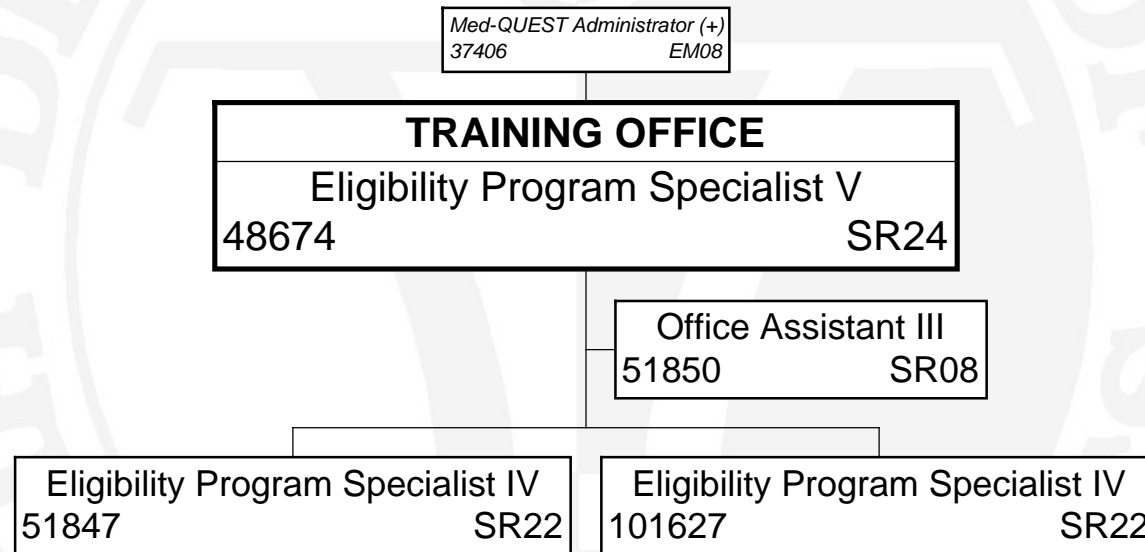 Med-QUEST Administrator (+)
37406 EM08
TRAINING OFFICE
Eligibility Program Specialist V
48674 SR24
Office Assistant III
51850 SR08
Eligibility Program Specialist IV
51847 SR22
Eligibility Program Specialist IV
101627 SR22